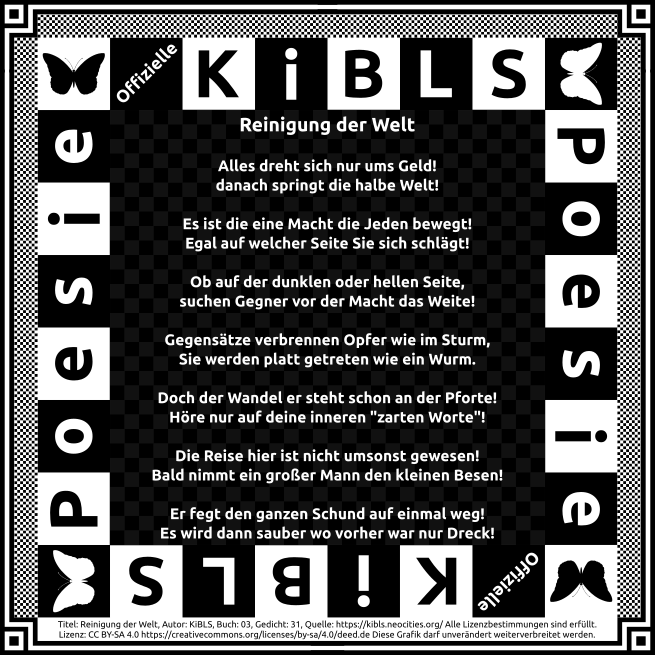 Offizielle KiBLS
Poesie
Reinigung der Welt
Alles dreht sich nur ums Geld!
danach springt die halbe Welt!
Es ist die eine Macht die Jeden bewegt!
Egal auf welcher Seite Sie sich schlägt!
Ob auf der dunklen oder hellen Seite,
suchen Gegner vor der Macht das Weite!
Gegensätze verbrennen Opfer wie im Sturm,
Sie werden platt getreten wie ein Wurm.
Doch der Wandel er steht schon an der Pforte!
Höre nur auf deine inneren "zarten Worte"!
Die Reise hier ist nicht umsonst gewesen!
Bald nimmt ein großer Mann den kleinen Besen!
Er fegt den ganzen Schund auf einmal weg!
Es wird dann sauber wo vorher war nur Dreck!
Poesie
Offizielle KiBLS
Titel: Reinigung der Welt, Autor: KiBLS, Buch: 03, Gedicht: 31, Quelle: https://kibls.neocities.org/ Alle Lizenzbestimmungen sind erfüllt.
Lizenz: CC BY-SA 4.0 https://creativecommons.org/licenses/by-sa/4.0/deed.de Diese Grafik darf unverändert weiterverbreitet werden.